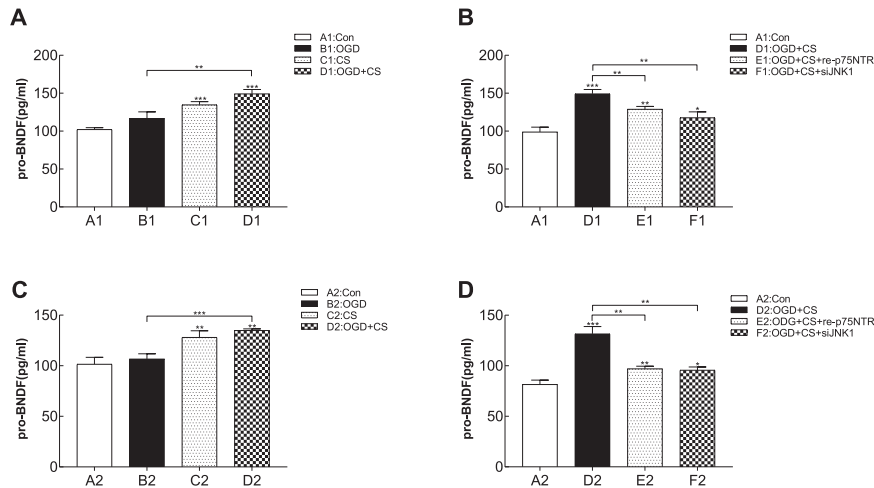 A
A1:Con
B1:OGD
C1:CS
D1:OGD+CS
pro-BNDF(pg/ml)
200
150
100
50
0
**
***
***
A1 B1 C1 D1
B
A1:Con
D1:OGD+CS
E1:OGD+CS+re-p75NTR
F1:OGD+CS+siJNK1
pro-BNDF(pg/ml)
200
150
100
50
0
**
**
***
**
*
A1 D1 E1 F1
C
A2:Con
B2:OGD
C2:CS
D2:OGD+CS
pro-BNDF(pg/ml)
150
100
50
0
***
**
**
A2 B2 C2 D2
D
A2:Con
D2:OGD+CS
E2:ODG+CS+re-p75NTR
F2:OGD+CS+siJNK1
pro-BNDF(pg/ml)
150
100
50
0
**
**
***
**
*
A2 D2 E2 F2